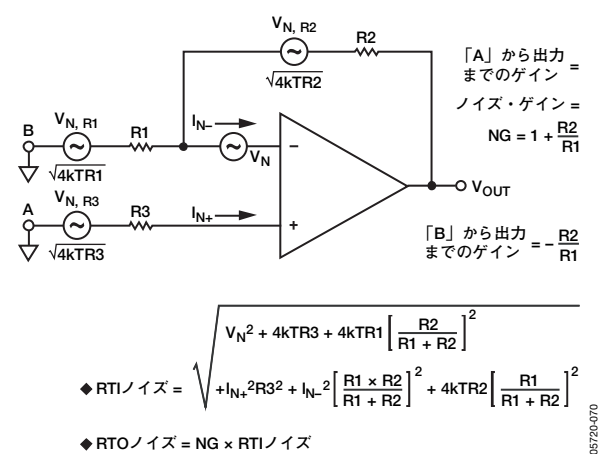 V_N, R2
R2
√4kTR2
「A」から出力
までのゲイン =
ノイズ・ゲイン =
NG = 1 + R2/R1
B
V_N, R1
R1
I_N–
V_N
–
√4kTR1
A
V_N, R3
R3
I_N+
+
√4kTR3
V_OUT
「B」から出力
までのゲイン = – R2/R1
◆ RTIノイズ = √ V_N² + 4kTR3 + 4kTR1 [R2/(R1 + R2)]²
+I_N+²R3² + I_N–² [(R1 × R2)/(R1 + R2)]² + 4kTR2 [R1/(R1 + R2)]²
◆ RTOノイズ = NG × RTIノイズ
05720-070